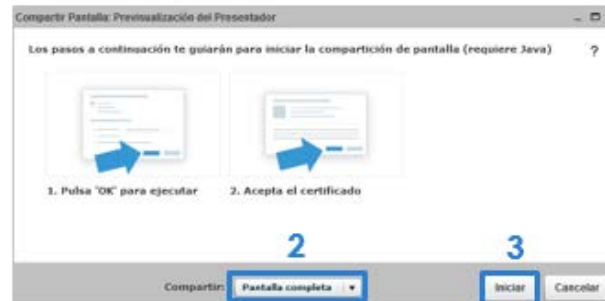 Compartir Pantalla: Previsualización del Presentador
Los pasos a continuación te guiarán para iniciar la compartición de pantalla (requiere Java) ?
1. Pulsa "OK" para ejecutar 2. Acepta el certificado
2 3
Compartir: Pantalla completa Iniciar Cancelar